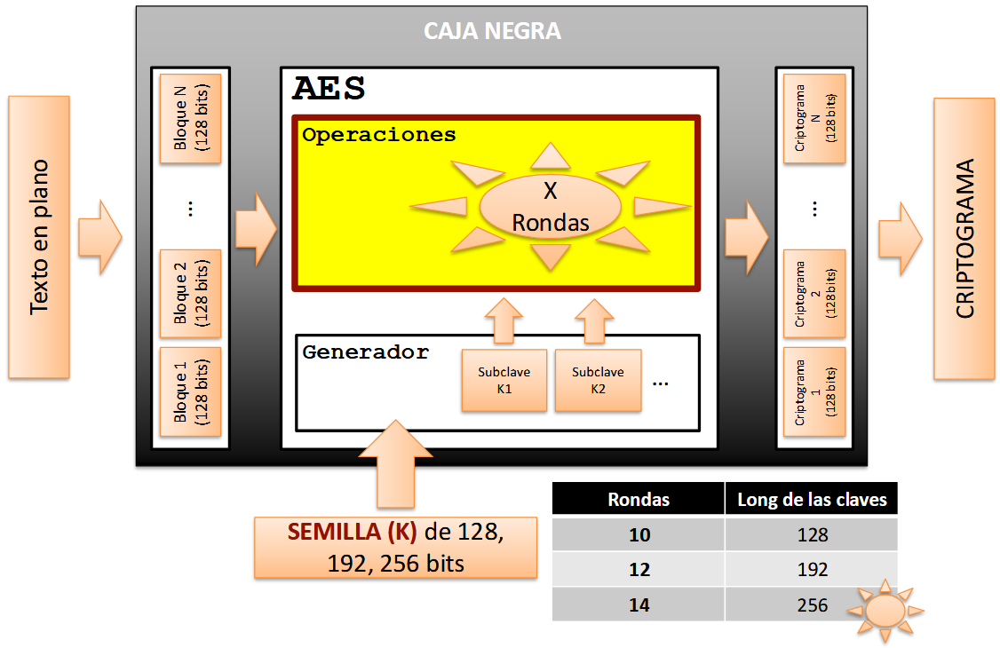 CAJA NEGRA
Texto en plano
Bloque N
(128 bits)
...
Bloque 2
(128 bits)
Bloque 1
(128 bits)
AES
Operaciones
X
Rondas
Generador
Subclave
K1
Subclave
K2
...
Criptograma
N
(128 bits)
...
Criptograma
2
(128 bits)
Criptograma
1
(128 bits)
CRIPTOGRAMA
SEMILLA (K) de 128,
192, 256 bits
Rondas Long de las claves
10 128
12 192
14 256